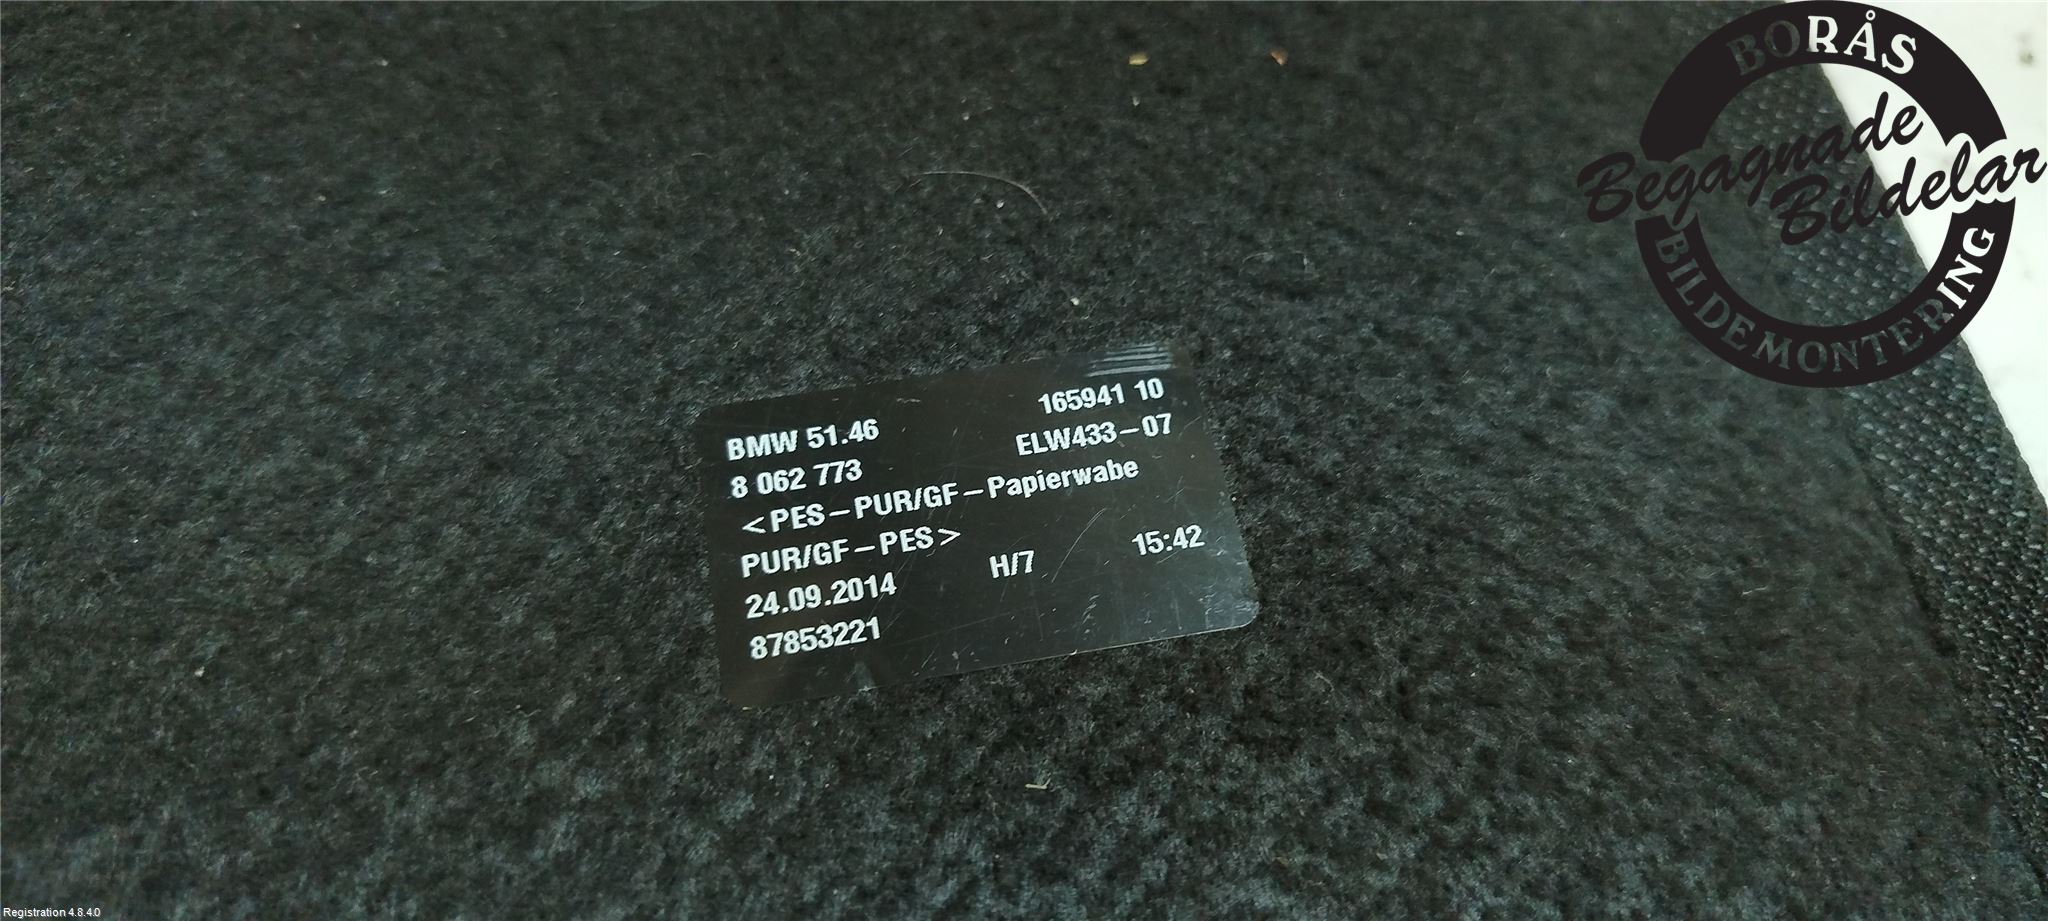 BORÅS
Begagnade
Bildelar
BILDEMONTERING
BMW 51.46 165941 10
8 062 773 ELW433-07
<PES-PUR/GF-Papierwabe
PUR/GF-PES>
24.09.2014 H/7 15:42
87853221
Registration 4.8.4.0